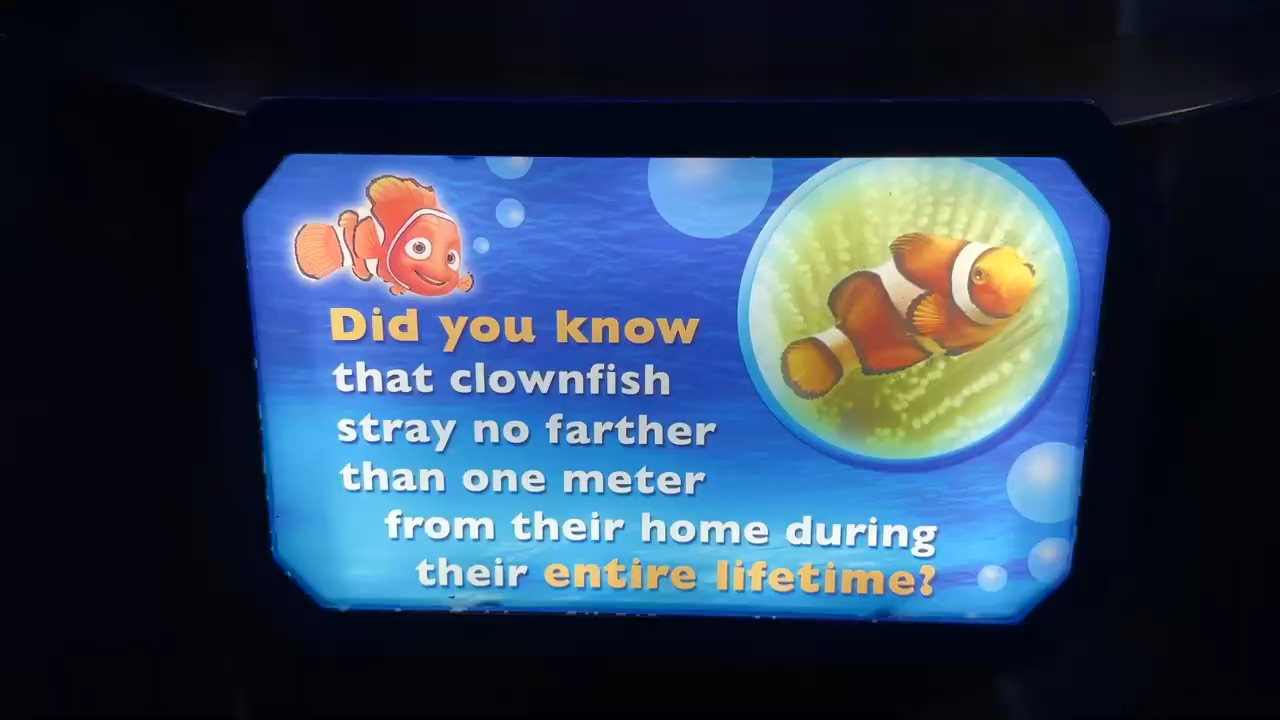 Did you know
that clownfish
stray no farther
than one meter
from their home during
their entire lifetime?